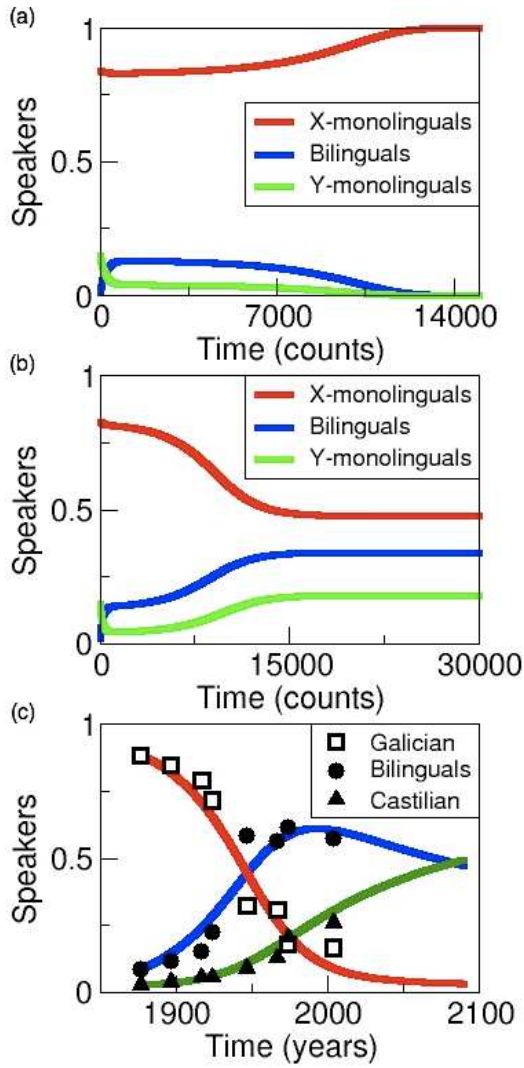 (a)
1
0.5
0
Speakers
X-monolinguals
Bilinguals
Y-monolinguals
0 7000 14000
Time (counts)
(b)
1
0.5
0
Speakers
X-monolinguals
Bilinguals
Y-monolinguals
0 15000 30000
Time (counts)
(c)
1
0.5
0
Speakers
Galician
Bilinguals
Castilian
1900 2000 2100
Time (years)